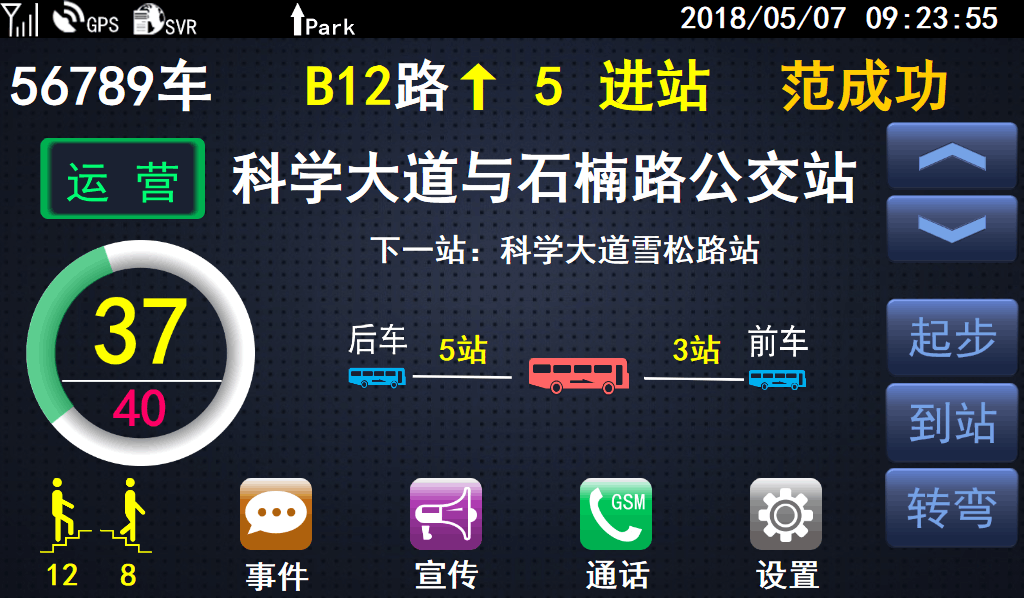 GPS SVR Park 2018/05/07 09:23:55
56789车 B12路 5 进站 范成功
运营 科学大道与石楠路公交站
下一站：科学大道雪松路站
37
40
后车 5站 3站 前车
起步
到站
转弯
GSM
12 8 事件 宣传 通话 设置